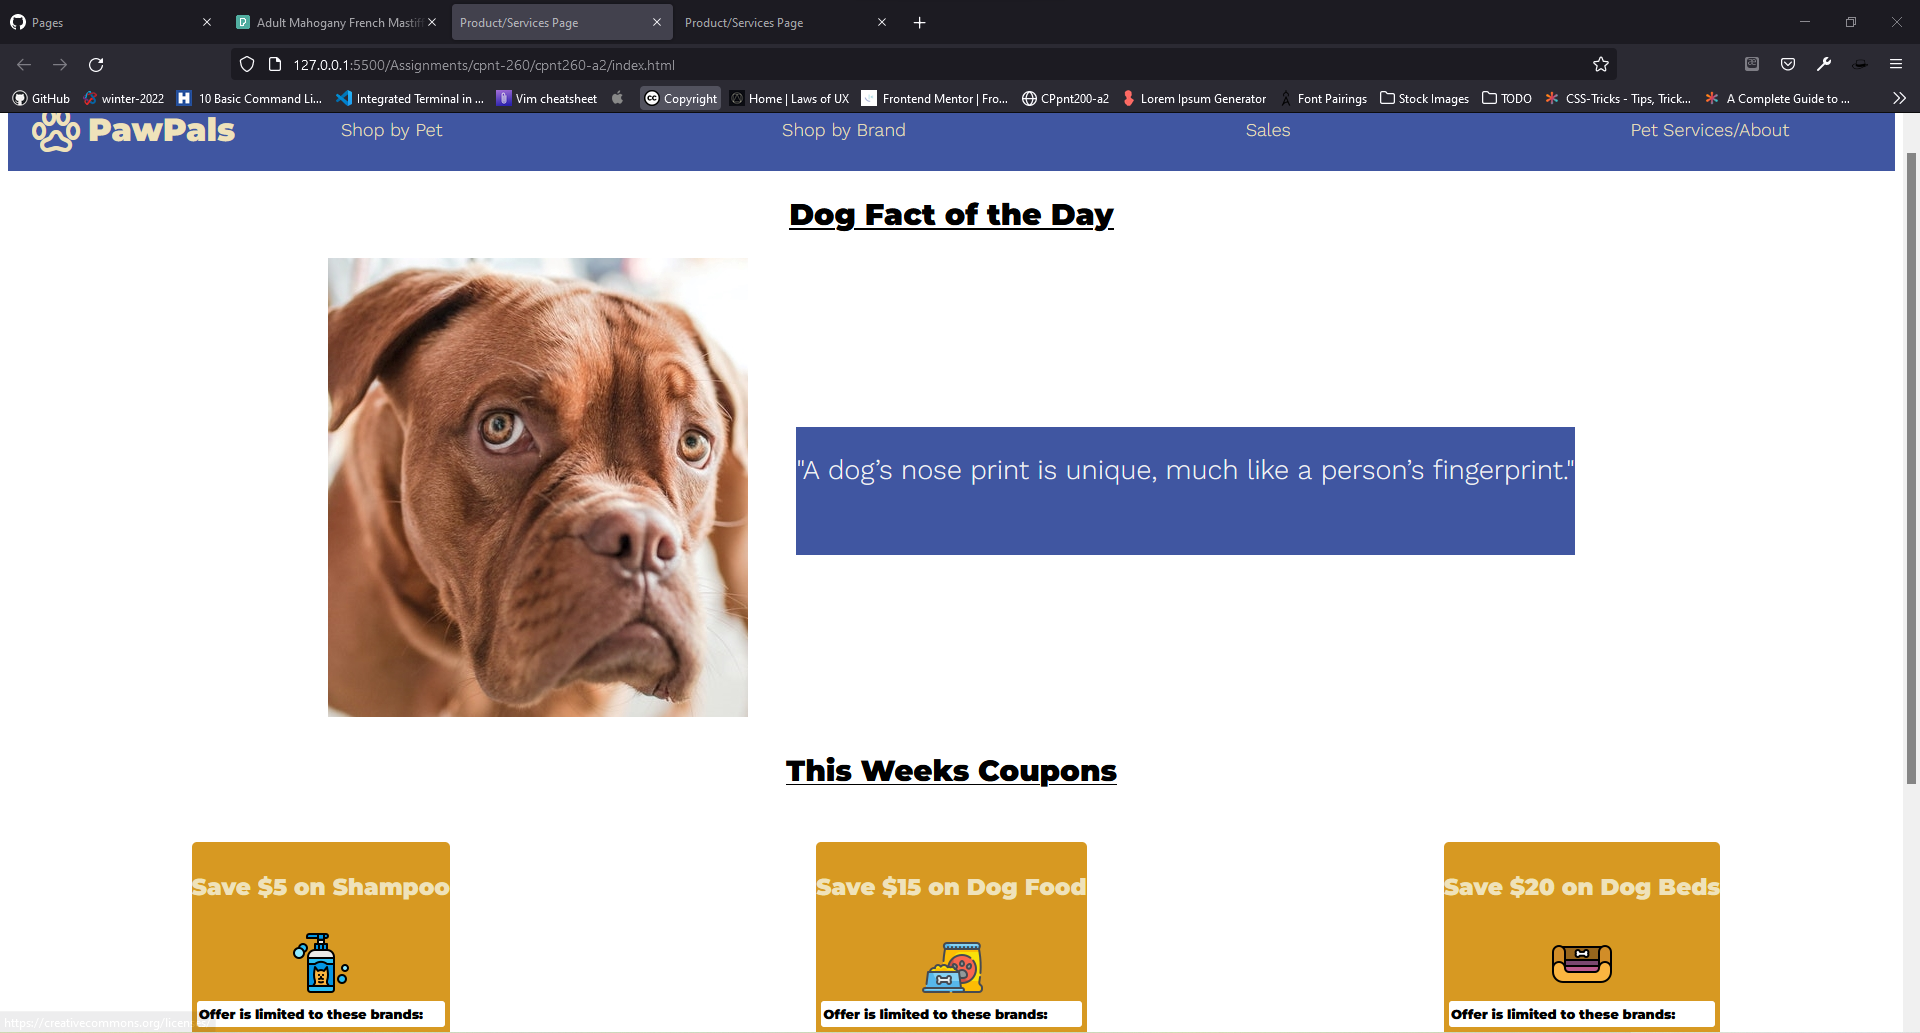 Pages
Adult Mahogany French Mastiff
Product/Services Page
Product/Services Page
127.0.0.1:5500/Assignments/cpnt-260/cpnt260-a2/index.html
GitHub
winter-2022
10 Basic Command Li...
Integrated Terminal in ...
Vim cheatsheet
Copyright
Home | Laws of UX
Frontend Mentor | Fro...
CPpnt200-a2
Lorem Ipsum Generator
Font Pairings
Stock Images
TODO
CSS-Tricks - Tips, Trick...
A Complete Guide to ...
PawPals
Shop by Pet
Shop by Brand
Sales
Pet Services/About
Dog Fact of the Day
"A dog’s nose print is unique, much like a person’s fingerprint."
This Weeks Coupons
Save $5 on Shampoo
Save $15 on Dog Food
Save $20 on Dog Beds
Offer is limited to these brands:
Offer is limited to these brands:
Offer is limited to these brands:
https://creativecommons.org/licenses/